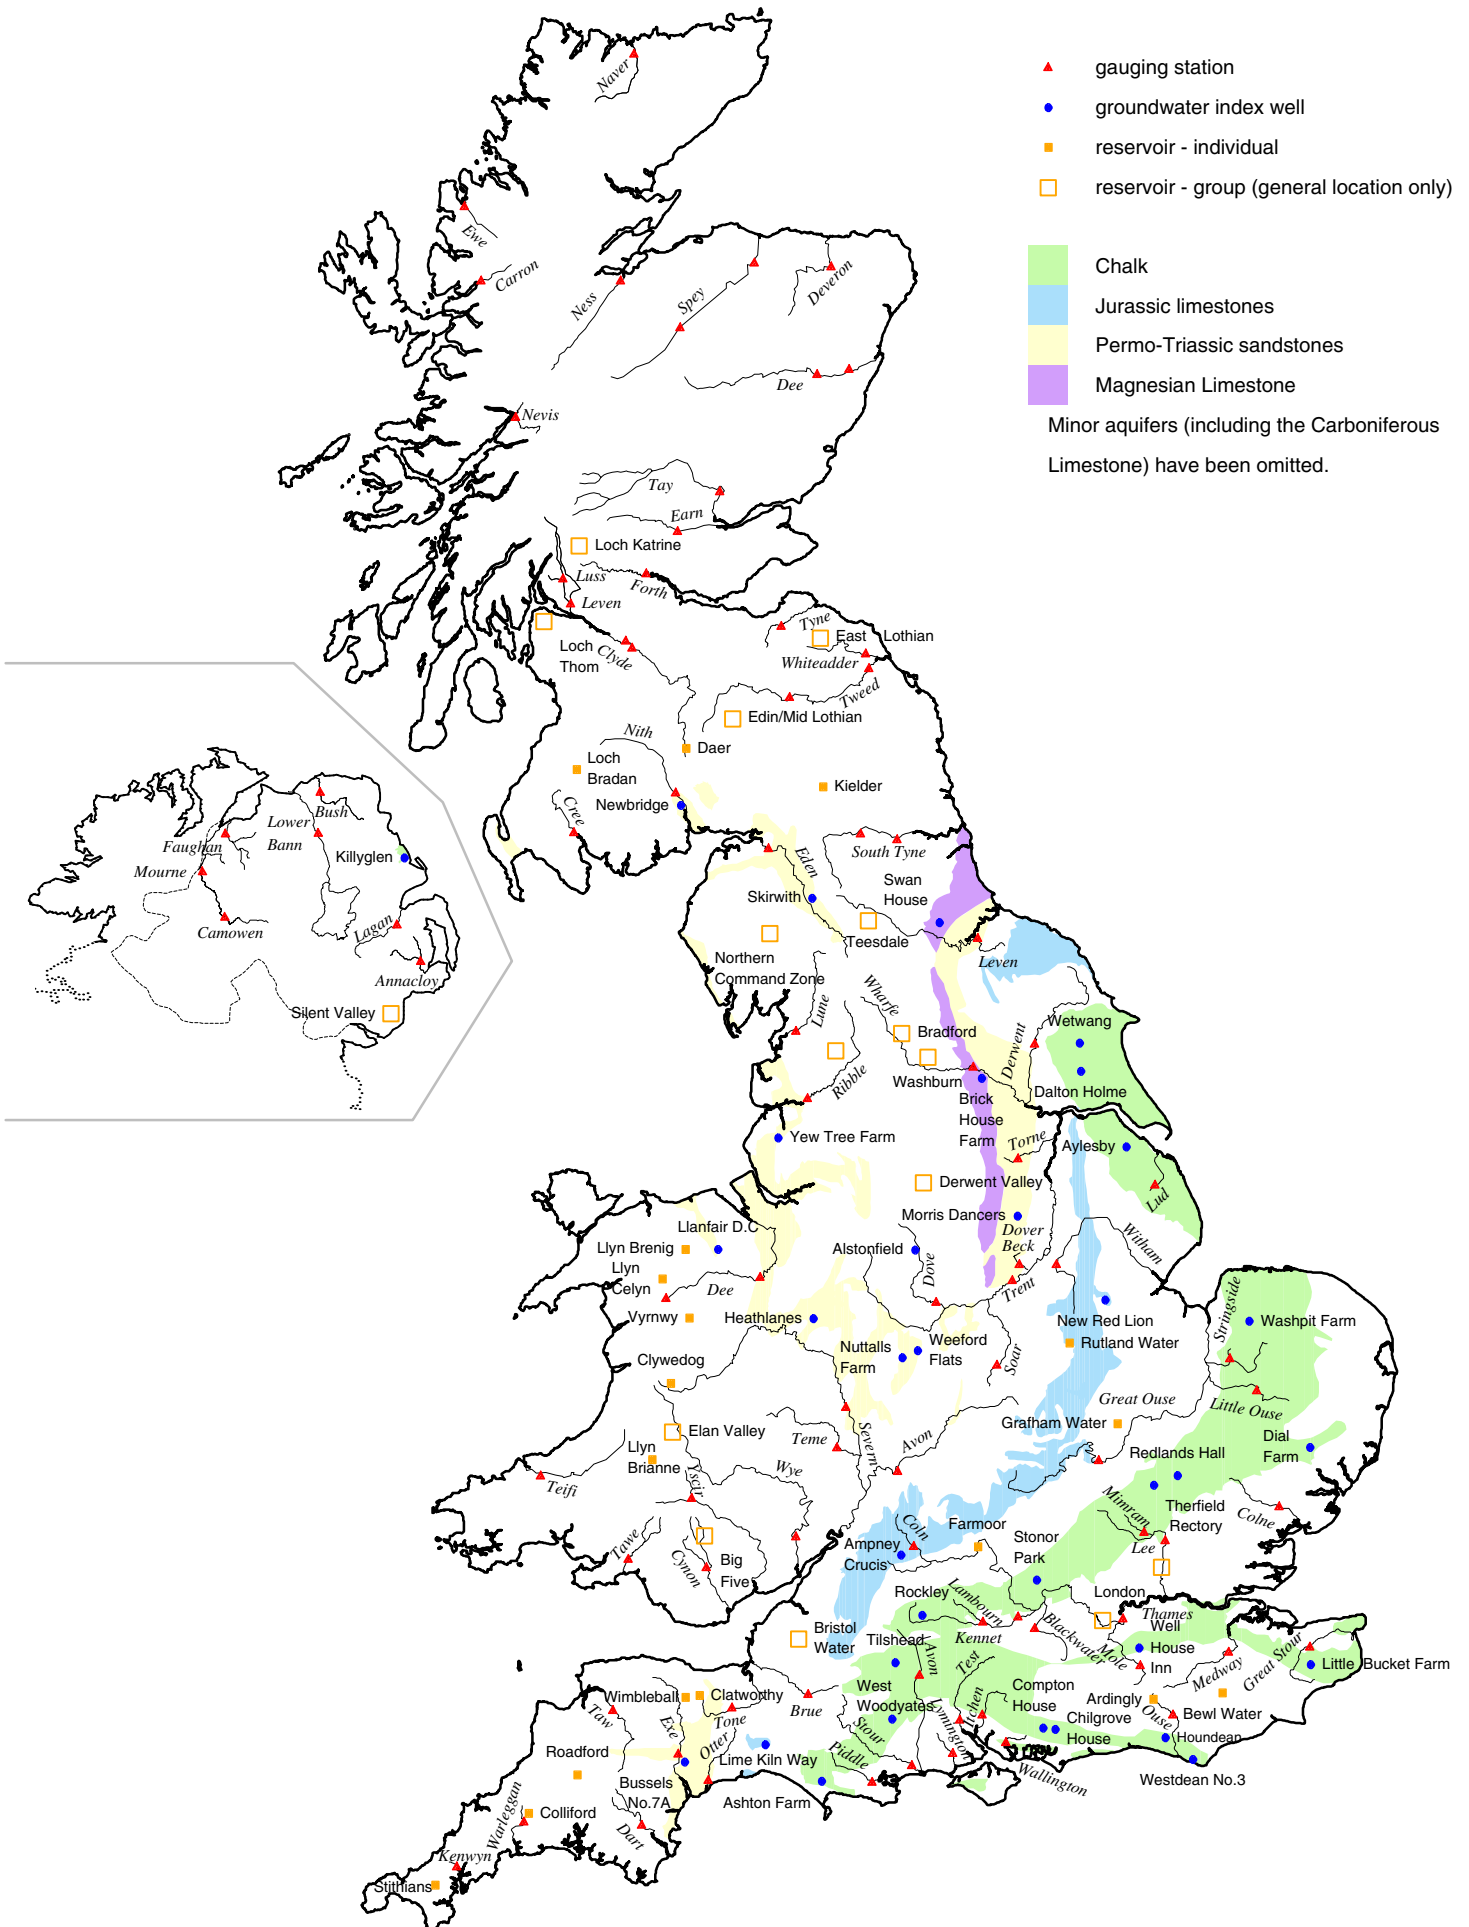 gauging station
groundwater index well
reservoir - individual
reservoir - group (general location only)
Chalk
Jurassic limestones
Permo-Triassic sandstones
Magnesian Limestone
Minor aquifers (including the Carboniferous
Limestone) have been omitted.
Naver
Ewe
Carron
Ness
Spey
Deveron
Dee
Nevis
Tay
Earn
Loch Katrine
Luss
Forth
Leven
Loch
Thom
Clyde
Tyne
East Lothian
Whiteadder
Tweed
Edin/Mid Lothian
Nith
Daer
Loch
Bradan
Kielder
Newbridge
Cree
Bush
Lower
Bann
Faughan
Killyglen
Mourne
Camowen
Lagan
Annacloy
Silent Valley
South Tyne
Eden
Swan
House
Skirwith
Teesdale
Leven
Northern
Command Zone
Lune
Wharfe
Bradford
Derwent
Wetwang
Washburn
Ribble
Dalton Holme
Brick
House
Farm
Yew Tree Farm
Torne
Aylesby
Derwent Valley
Lud
Morris Dancers
Dover
Beck
Witham
Llanfair D.C
Llyn Brenig
Alstonfield
Dove
Llyn
Celyn
Dee
Trent
Stringside
Vyrnwy
Heathlanes
New Red Lion
Washpit Farm
Nuttalls
Farm
Weeford
Flats
Soar
Rutland Water
Clywedog
Great Ouse
Little Ouse
Grafham Water
Elan Valley
Teme
Severn
Avon
Dial
Farm
Llyn
Brianne
Redlands Hall
Teifi
Yscir
Wye
Mimram
Therfield
Rectory
Colne
Coln
Farmoor
Stonor
Park
Lee
Tawe
Cynon
Big
Five
Ampney
Crucis
Rockley
Lambourn
London
Thames
Bristol
Water
Tilshead
Kennet
Blackwater
Well
House
Inn
Mole
Avon
Test
Medway
Great Stour
Little Bucket Farm
Wimbleball
Clatworthy
West
Woodyates
Compton
House
Ardingly
Chilgrove
House
Bewl Water
Taw
Exe
Tone
Brue
Stour
Lymington
Itchen
Ouse
Houndean
Roadford
Otter
Lime Kiln Way
Piddle
Wallington
Westdean No.3
Bussels
No.7A
Ashton Farm
Warleggan
Colliford
Dart
Kenwyn
Stithians